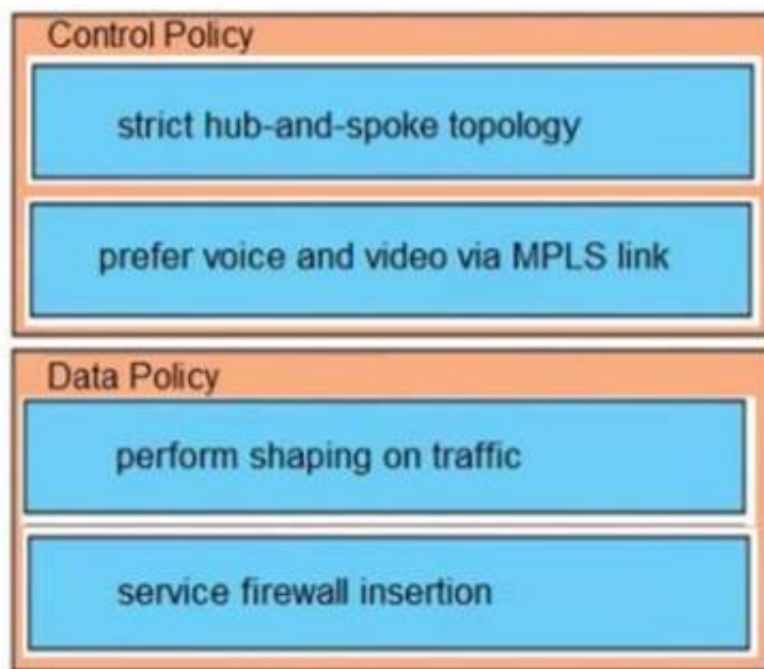 Control Policy
strict hub-and-spoke topology
prefer voice and video via MPLS link
Data Policy
perform shaping on traffic
service firewall insertion